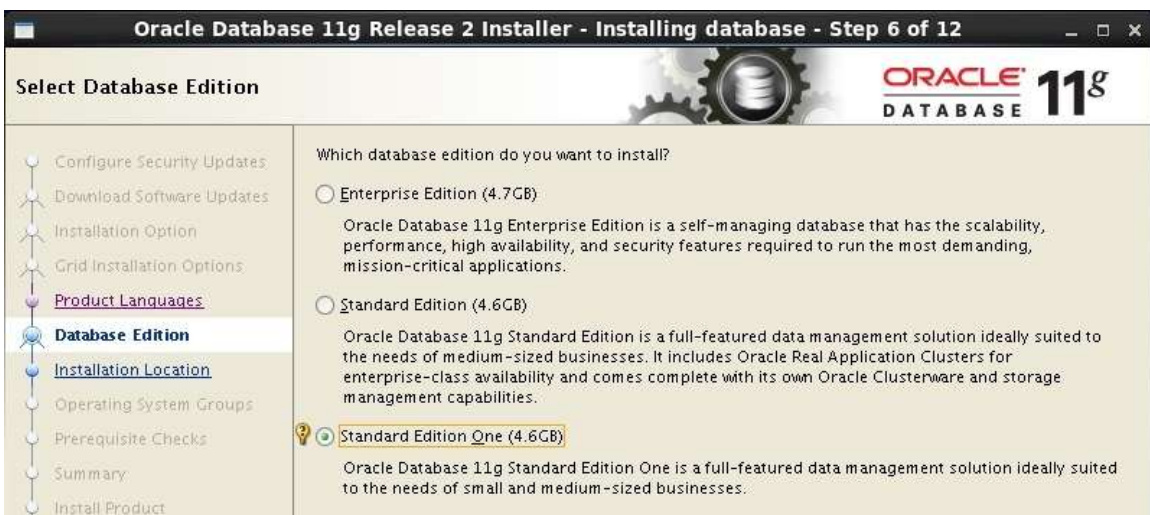 Oracle Database 11g Release 2 Installer - Installing database - Step 6 of 12
Select Database Edition
ORACLE
DATABASE
11g
Configure Security Updates
Download Software Updates
Installation Option
Grid Installation Options
Product Languages
Database Edition
Installation Location
Operating System Groups
Prerequisite Checks
Summary
Install Product
Which database edition do you want to install?
Enterprise Edition (4.7GB)
Oracle Database 11g Enterprise Edition is a self-managing database that has the scalability,
performance, high availability, and security features required to run the most demanding,
mission-critical applications.
Standard Edition (4.6GB)
Oracle Database 11g Standard Edition is a full-featured data management solution ideally suited to
the needs of medium-sized businesses. It includes Oracle Real Application Clusters for
enterprise-class availability and comes complete with its own Oracle Clusterware and storage
management capabilities.
Standard Edition One (4.6GB)
Oracle Database 11g Standard Edition One is a full-featured data management solution ideally suited
to the needs of small and medium-sized businesses.